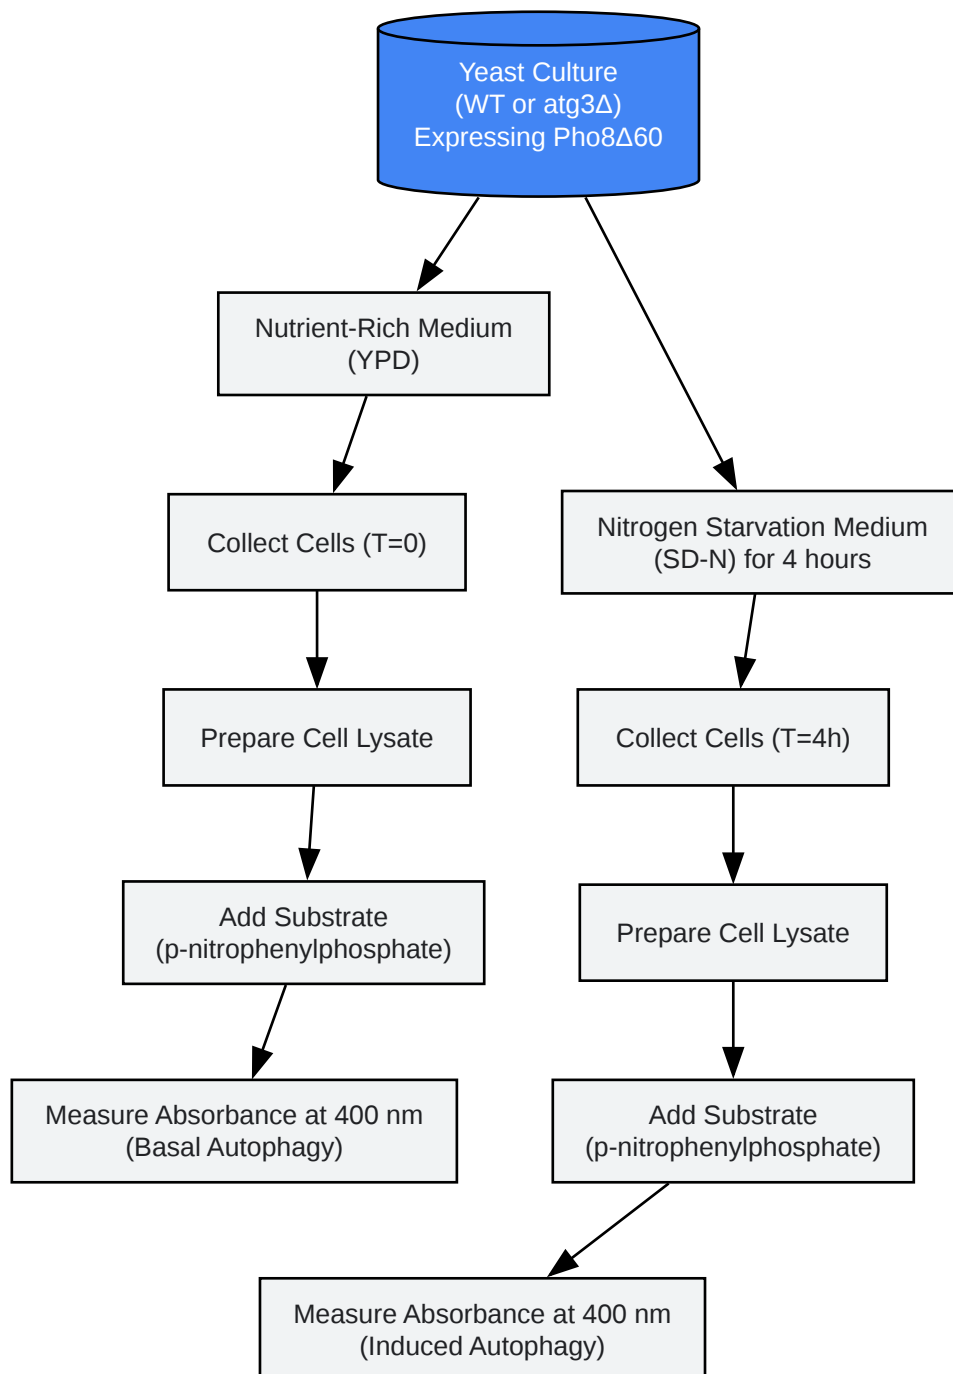 Yeast Culture
(WT or atg3Δ)
Expressing Pho8Δ60
Nutrient-Rich Medium
(YPD)
Collect Cells (T=0)
Prepare Cell Lysate
Add Substrate
(p-nitrophenylphosphate)
Measure Absorbance at 400 nm
(Basal Autophagy)
Nitrogen Starvation Medium
(SD-N) for 4 hours
Collect Cells (T=4h)
Prepare Cell Lysate
Add Substrate
(p-nitrophenylphosphate)
Measure Absorbance at 400 nm
(Induced Autophagy)